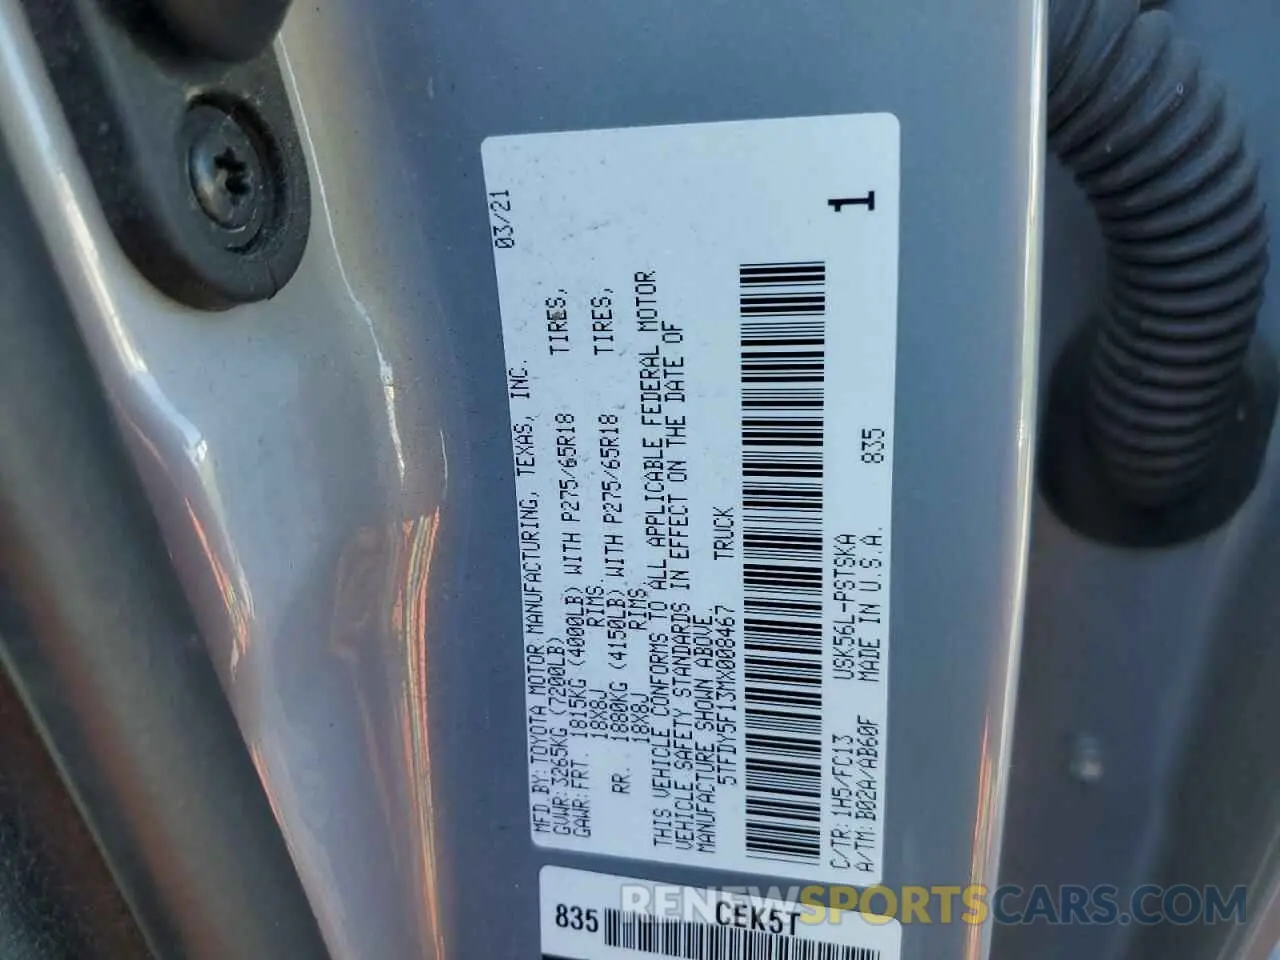 MFD BY: TOYOTA MOTOR MANUFACTURING, TEXAS, INC. 03/21
GVWR: 3265KG (7200LB)
GAWR: FRT. 1815KG (4000LB) WITH P275/65R18 TIRES,
18X8J RIMS,
RR. 1880KG (4150LB) WITH P275/65R18 TIRES,
18X8J RIMS,
THIS VEHICLE CONFORMS TO ALL APPLICABLE FEDERAL MOTOR
VEHICLE SAFETY STANDARDS IN EFFECT ON THE DATE OF
MANUFACTURE SHOWN ABOVE.
5TFDY5F13MX008467 TRUCK
1
C/TR: 1H5/FC13 USK56L-PSTSKA 835
A/TM: B02A/AB60F MADE IN U.S.A.
835 CEK5T
RENEWSPORTSCARS.COM